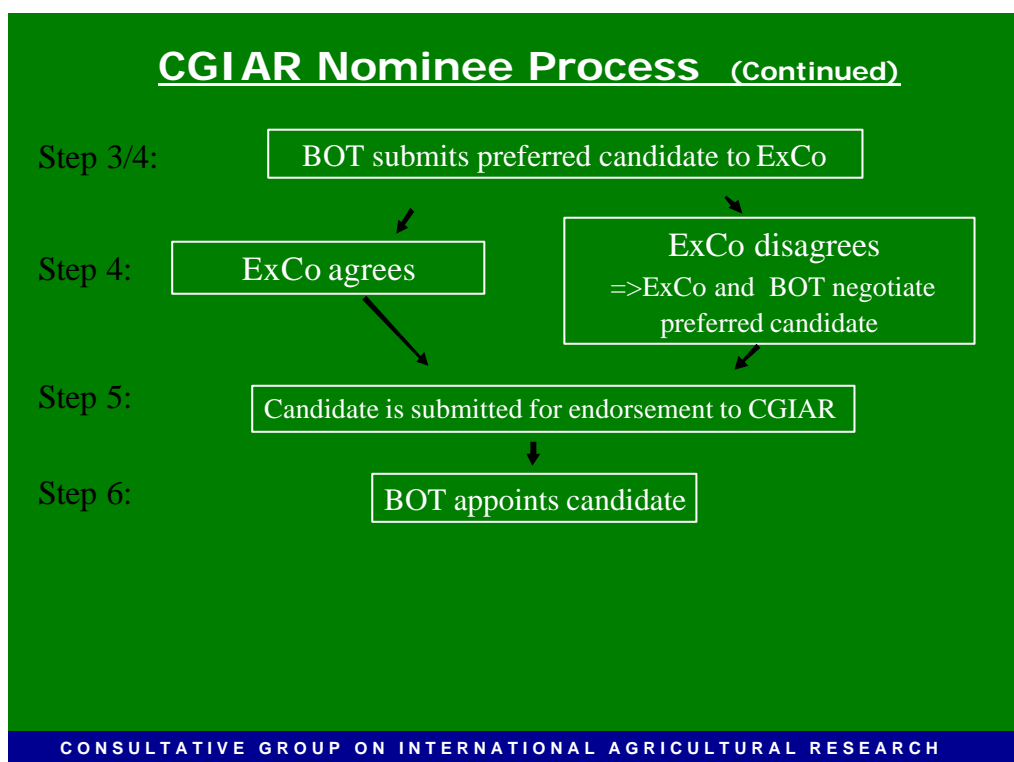 CGIAR Nominee Process (Continued)
Step 3/4:
BOT submits preferred candidate to ExCo
Step 4:
ExCo agrees
ExCo disagrees
=>ExCo and BOT negotiate
preferred candidate
Step 5:
Candidate is submitted for endorsement to CGIAR
Step 6:
BOT appoints candidate
CONSULTATIVE GROUP ON INTERNATIONAL AGRICULTURAL RESEARCH